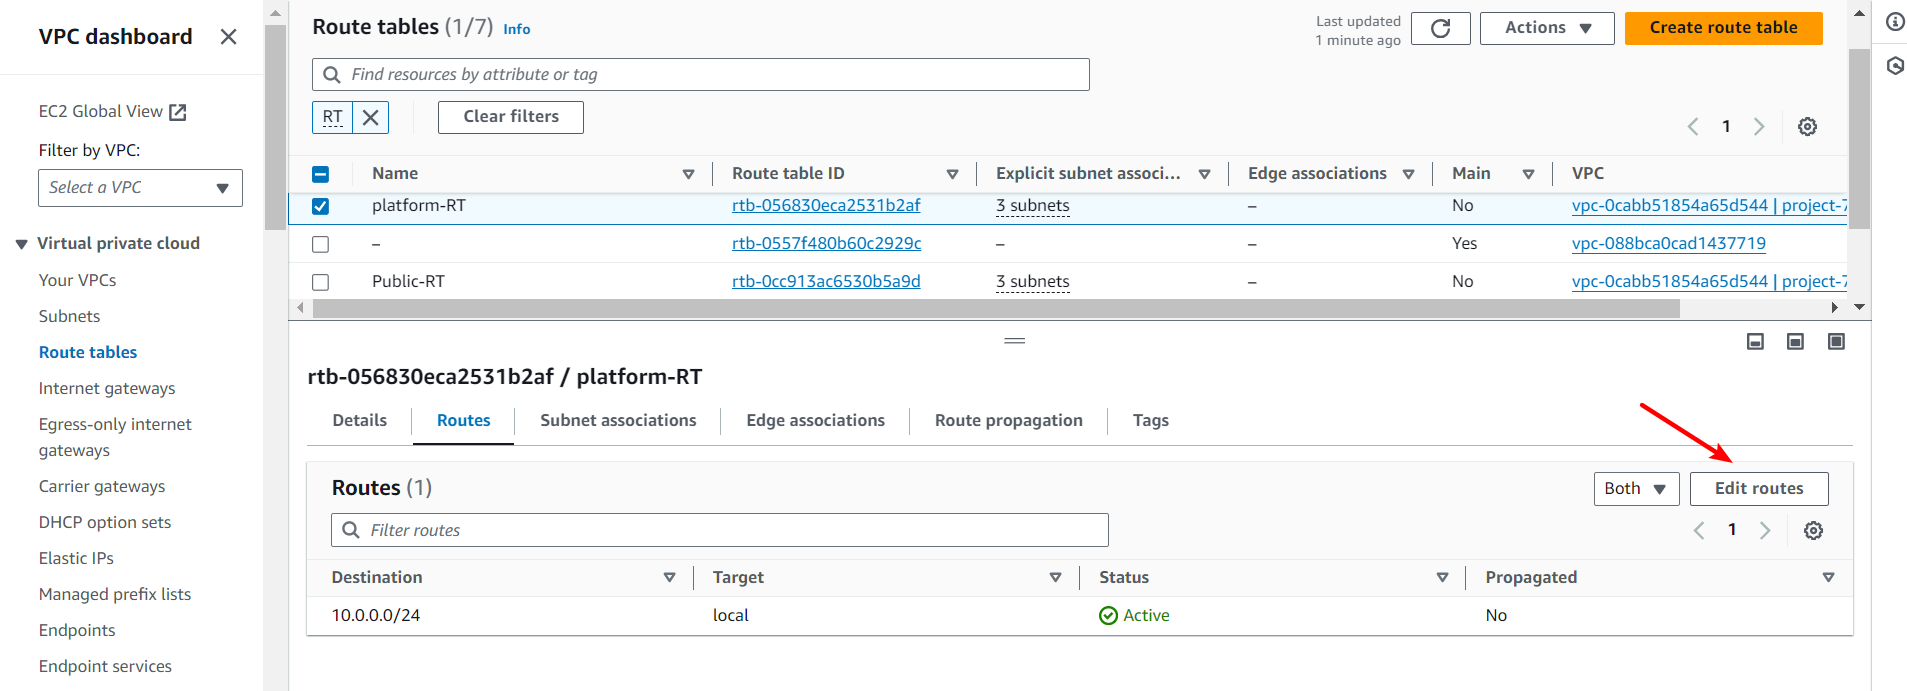 VPC dashboard
EC2 Global View
Filter by VPC:
Select a VPC
Virtual private cloud
Your VPCs
Subnets
Route tables
Internet gateways
Egress-only internet
gateways
Carrier gateways
DHCP option sets
Elastic IPs
Managed prefix lists
Endpoints
Endpoint services
Route tables (1/7) Info
Last updated
1 minute ago
Actions
Create route table
Find resources by attribute or tag
RT
Clear filters
1
Name Route table ID Explicit subnet associ... Edge associations Main VPC
platform-RT rtb-056830eca2531b2af 3 subnets – No vpc-0cabb51854a65d544 | project-7
– rtb-0557f480b60c2929c – – Yes vpc-088bca0cad1437719
Public-RT rtb-0cc913ac6530b5a9d 3 subnets – No vpc-0cabb51854a65d544 | project-7
rtb-056830eca2531b2af / platform-RT
Details Routes Subnet associations Edge associations Route propagation Tags
Routes (1)
Both
Edit routes
Filter routes
1
Destination Target Status Propagated
10.0.0.0/24 local Active No